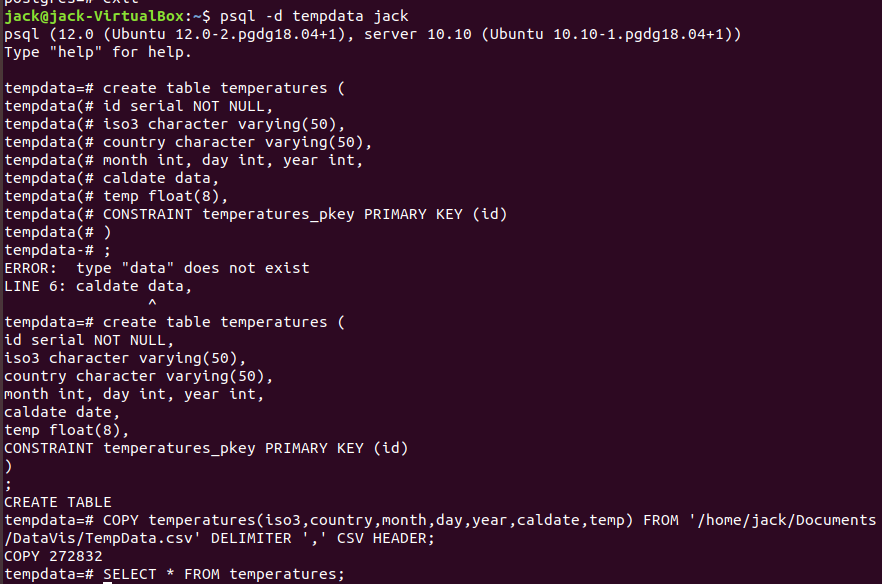 postgres=# exit
jack@jack-VirtualBox:~$ psql -d tempdata jack
psql (12.0 (Ubuntu 12.0-2.pgdg18.04+1), server 10.10 (Ubuntu 10.10-1.pgdg18.04+1))
Type "help" for help.
tempdata=# create table temperatures (
tempdata(# id serial NOT NULL,
tempdata(# iso3 character varying(50),
tempdata(# country character varying(50),
tempdata(# month int, day int, year int,
tempdata(# caldate data,
tempdata(# temp float(8),
tempdata(# CONSTRAINT temperatures_pkey PRIMARY KEY (id)
tempdata(# )
tempdata-# ;
ERROR:  type "data" does not exist
LINE 6: caldate data,
                ^
tempdata=# create table temperatures (
id serial NOT NULL,
iso3 character varying(50),
country character varying(50),
month int, day int, year int,
caldate date,
temp float(8),
CONSTRAINT temperatures_pkey PRIMARY KEY (id)
)
;
CREATE TABLE
tempdata=# COPY temperatures(iso3,country,month,day,year,caldate,temp) FROM '/home/jack/Documents
/DataVis/TempData.csv' DELIMITER ',' CSV HEADER;
COPY 272832
tempdata=# SELECT * FROM temperatures;